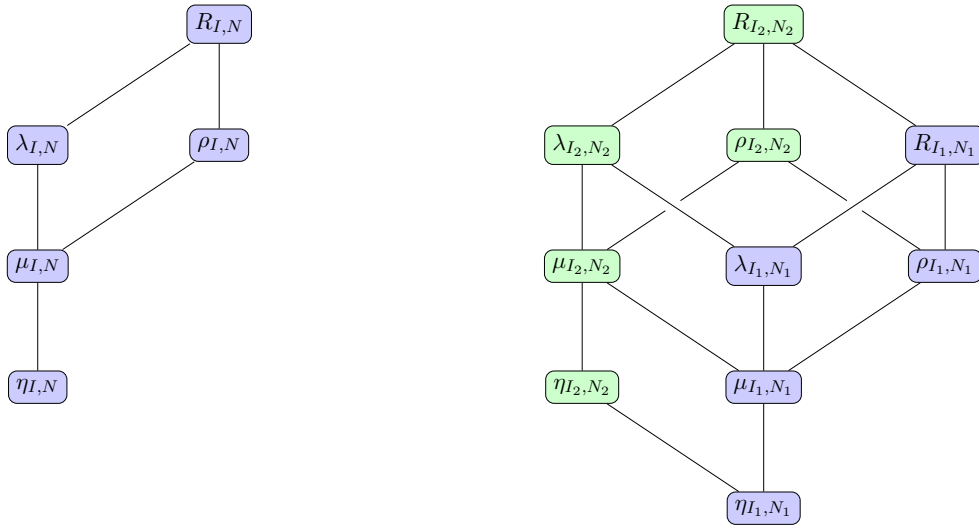 R_{I,N}
R_{I_2,N_2}
λ_{I,N}
ρ_{I,N}
λ_{I_2,N_2}
ρ_{I_2,N_2}
R_{I_1,N_1}
μ_{I,N}
μ_{I_2,N_2}
λ_{I_1,N_1}
ρ_{I_1,N_1}
η_{I,N}
η_{I_2,N_2}
μ_{I_1,N_1}
η_{I_1,N_1}